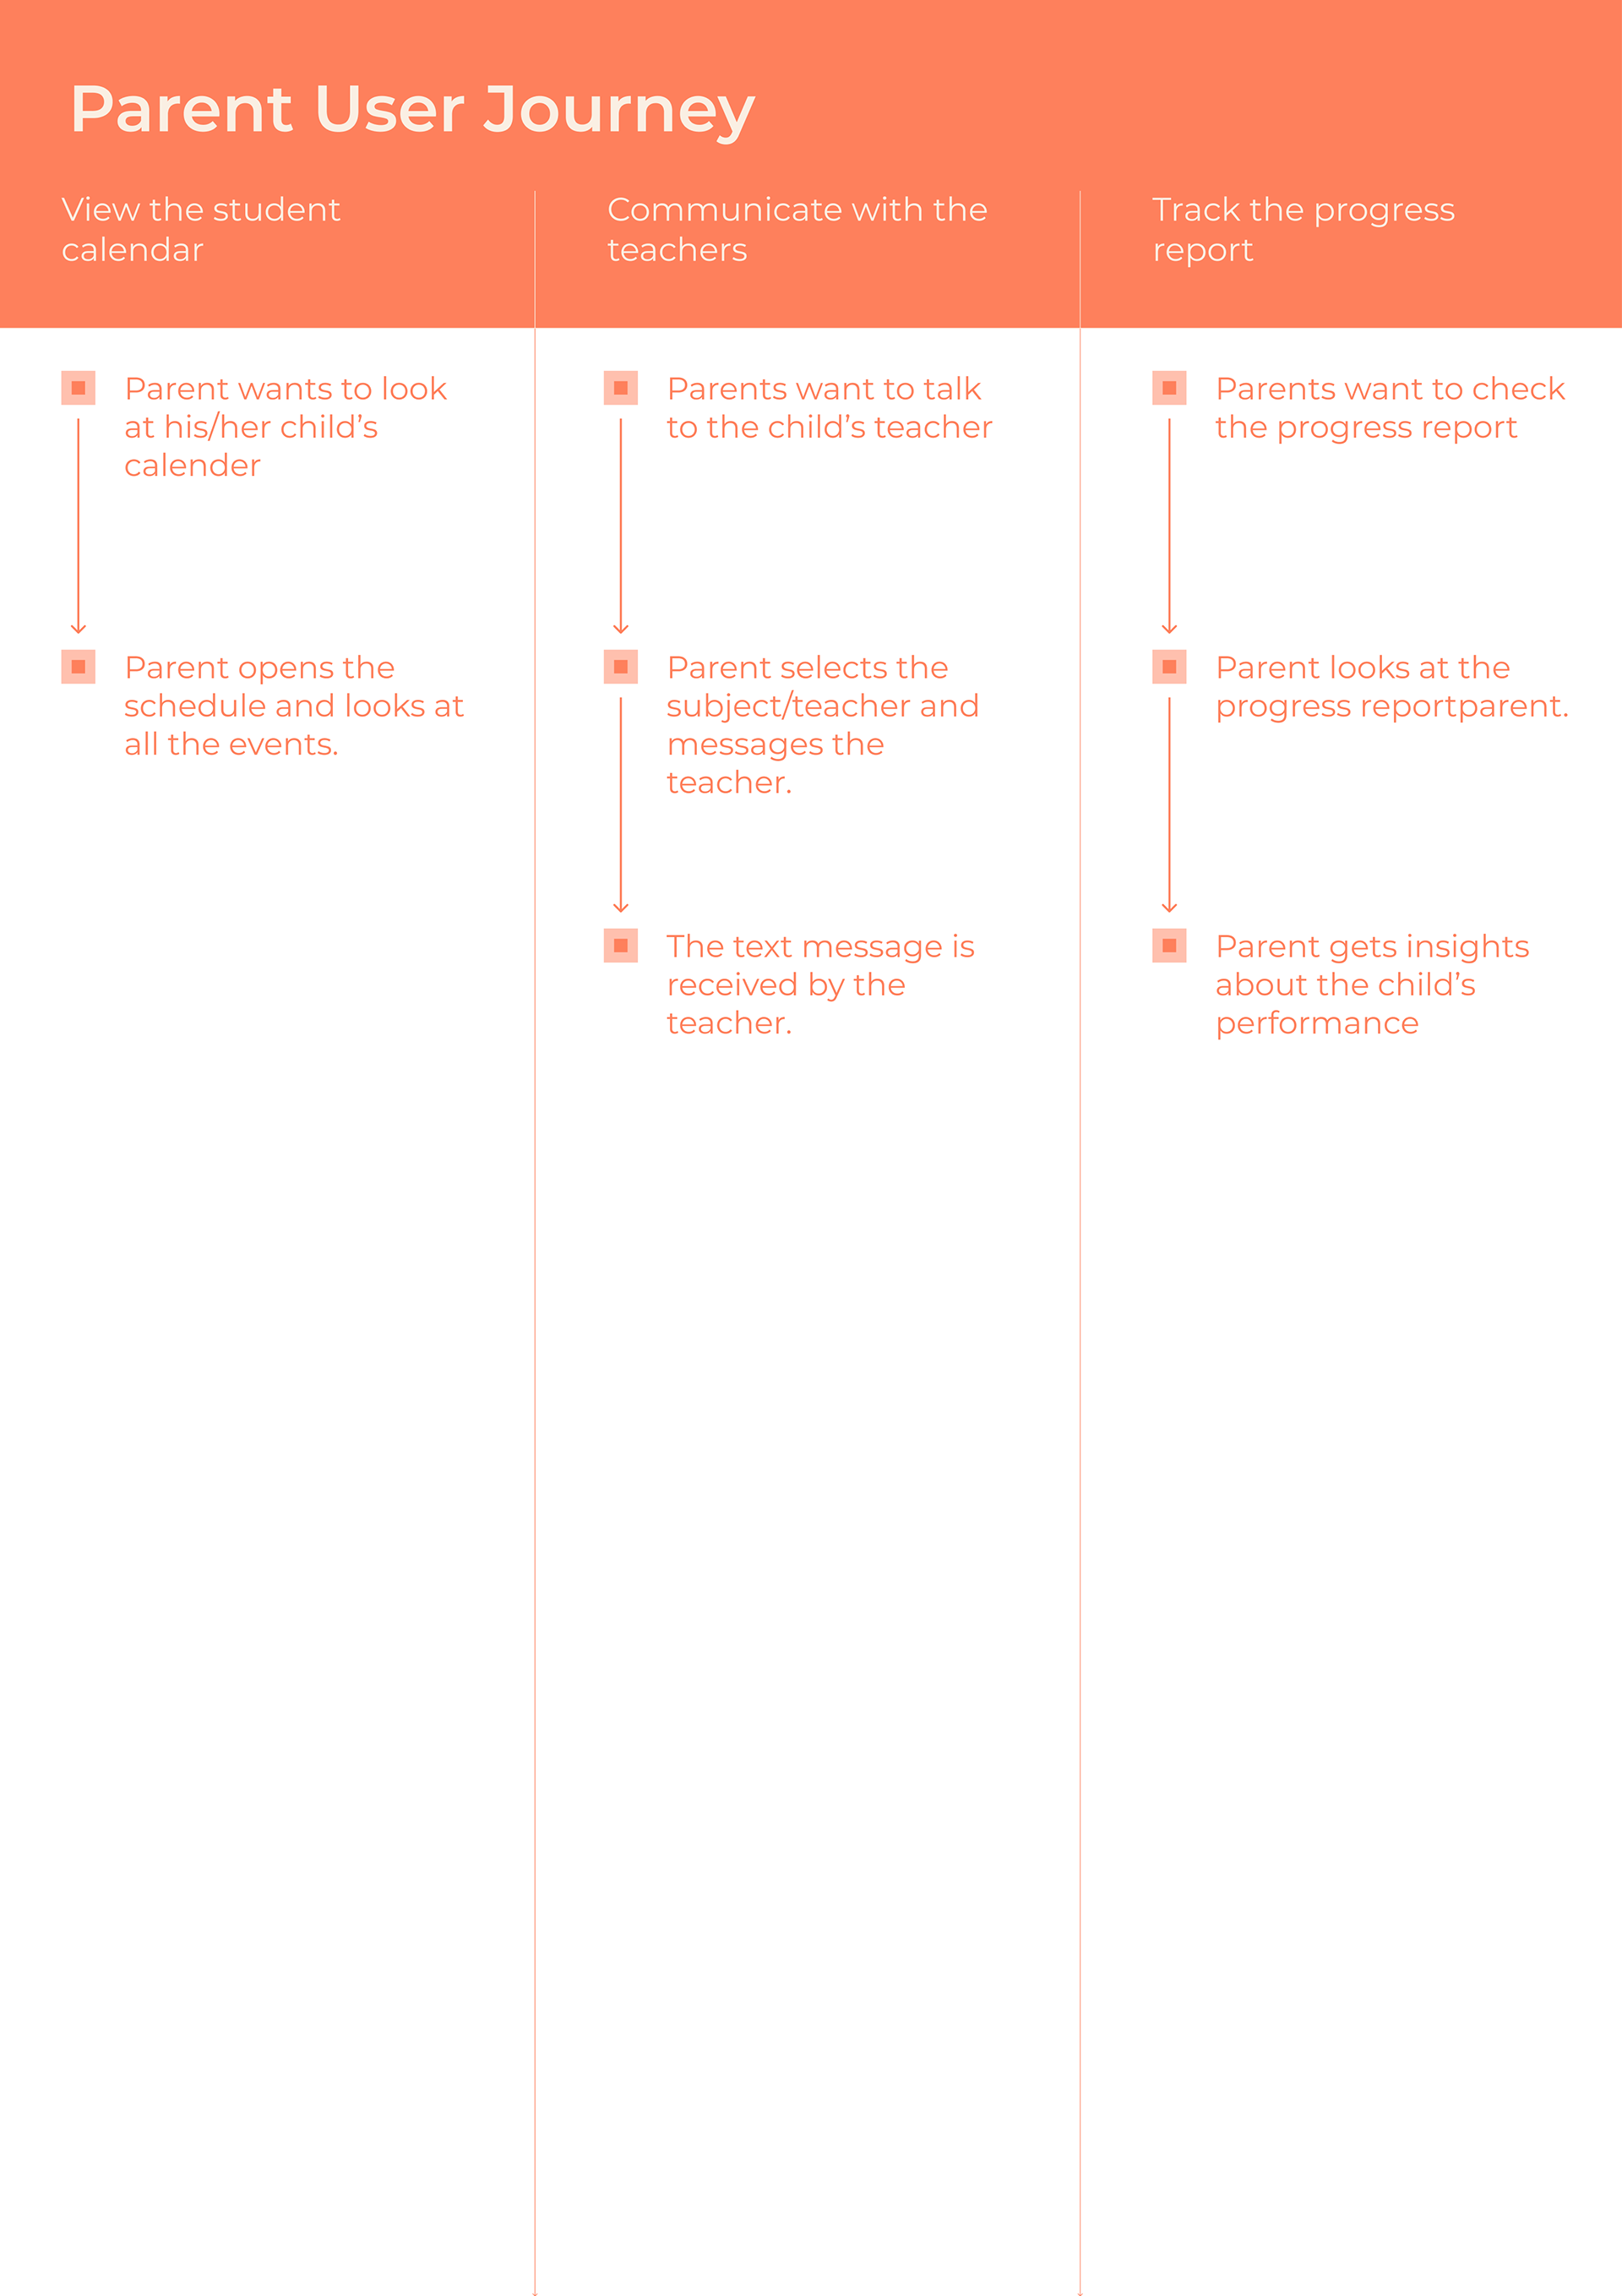 Parent User Journey
View the student
calendar
Communicate with the
teachers
Track the progress
report
Parent wants to look
at his/her child’s
calender
Parent opens the
schedule and looks at
all the events.
Parents want to talk
to the child’s teacher
Parent selects the
subject/teacher and
messages the
teacher.
The text message is
received by the
teacher.
Parents want to check
the progress report
Parent looks at the
progress reportparent.
Parent gets insights
about the child’s
performance